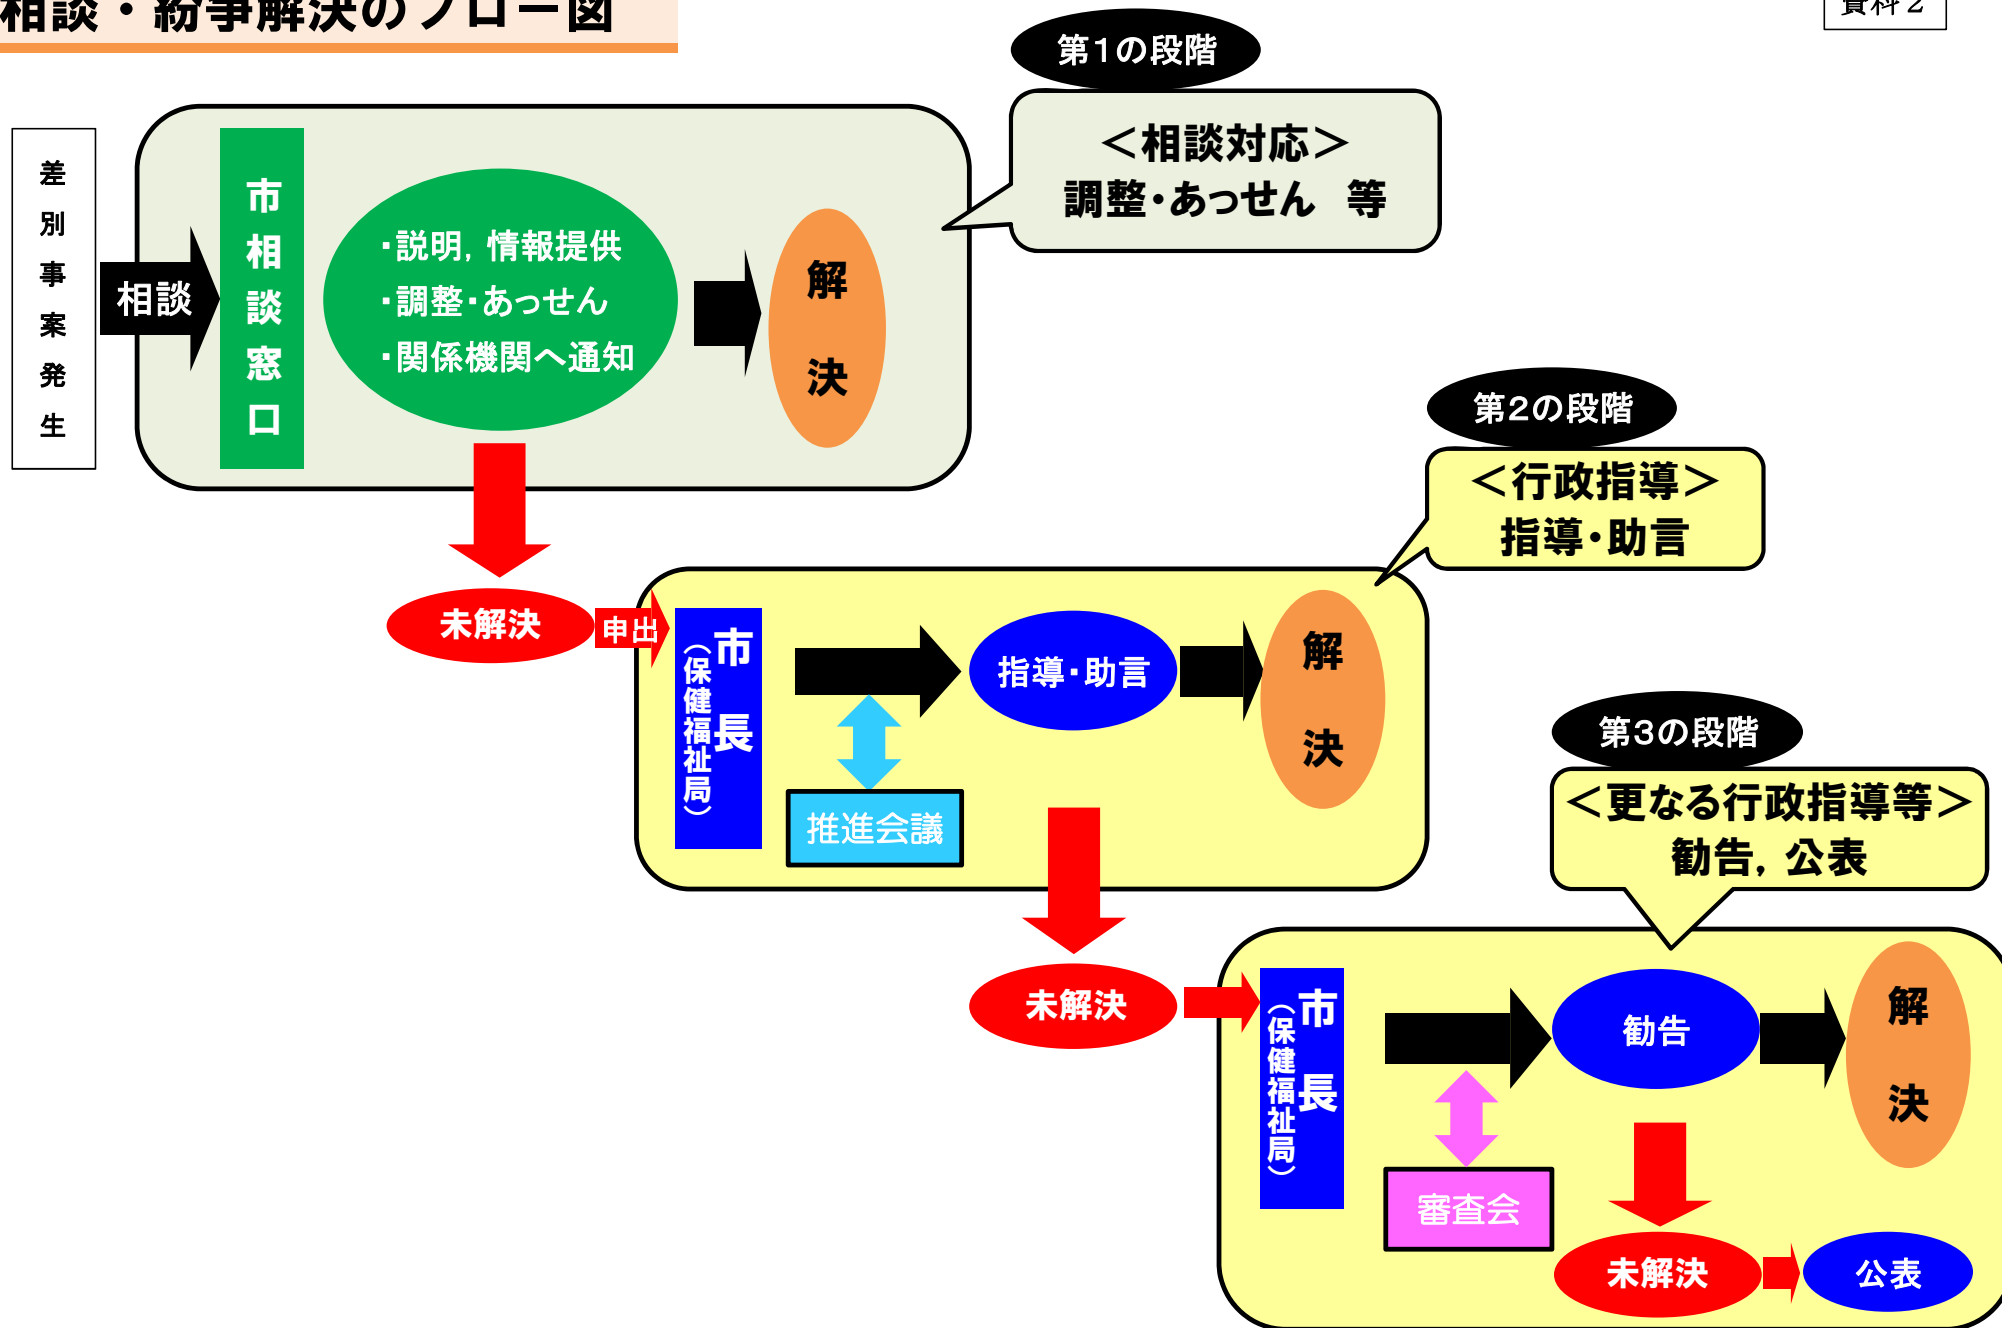 相談・紛争解決のフロー図
資料2
第1の段階
＜相談対応＞
調整・あっせん　等
差別事案発生
相談
市相談窓口
・説明，情報提供
・調整・あっせん
・関係機関へ通知
解決
第2の段階
＜行政指導＞
指導・助言
未解決
申出
市長
（保健福祉局）
指導・助言
解決
推進会議
第3の段階
＜更なる行政指導等＞
勧告，公表
未解決
市長
（保健福祉局）
勧告
解決
審査会
未解決
公表